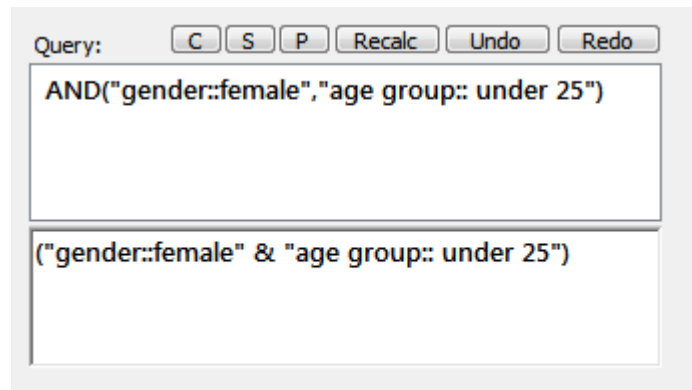 Query: C S P Recalc Undo Redo
AND("gender::female","age group:: under 25")
("gender::female" & "age group:: under 25")